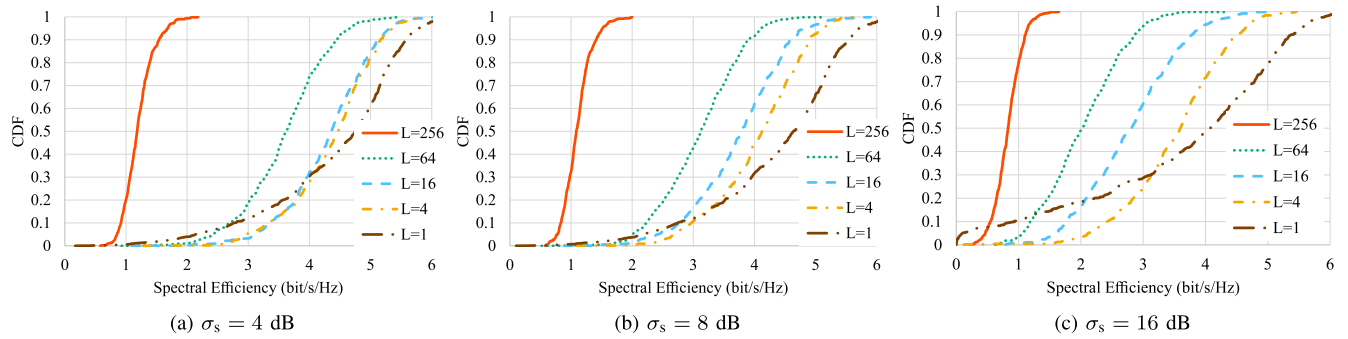 1
0.9
0.8
0.7
0.6
0.5
0.4
0.3
0.2
0.1
0
CDF
0 1 2 3 4 5 6
Spectral Efficiency (bit/s/Hz)
L=256
L=64
L=16
L=4
L=1
(a) σs = 4 dB
1
0.9
0.8
0.7
0.6
0.5
0.4
0.3
0.2
0.1
0
CDF
0 1 2 3 4 5 6
Spectral Efficiency (bit/s/Hz)
L=256
L=64
L=16
L=4
L=1
(b) σs = 8 dB
1
0.9
0.8
0.7
0.6
0.5
0.4
0.3
0.2
0.1
0
CDF
0 1 2 3 4 5 6
Spectral Efficiency (bit/s/Hz)
L=256
L=64
L=16
L=4
L=1
(c) σs = 16 dB